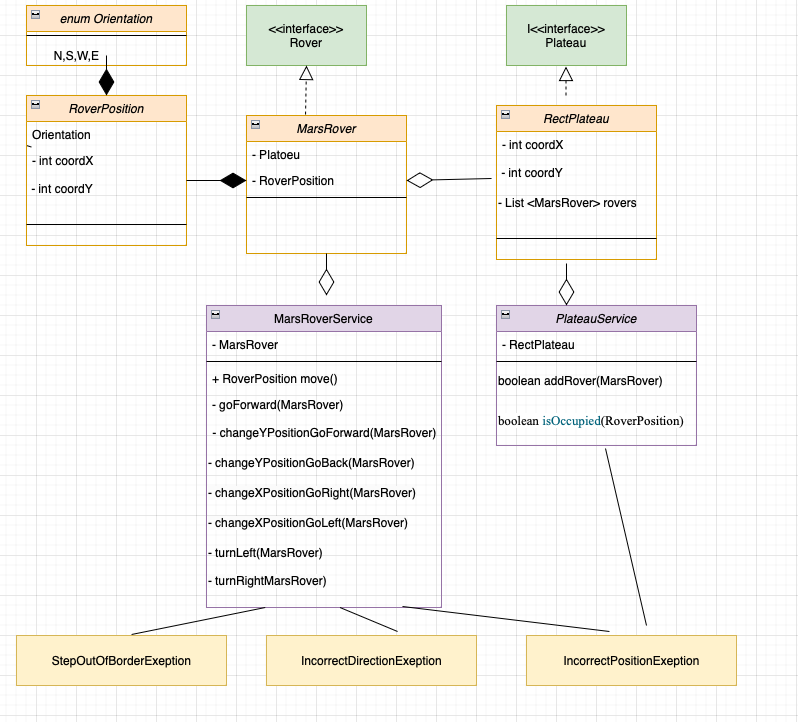 enum Orientation
N,S,W,E
<<interface>>
Rover
I<<interface>>
Plateau
RoverPosition
Orientation
- int coordX
- int coordY
MarsRover
- Platoeu
- RoverPosition
RectPlateau
- int coordX
- int coordY
- List <MarsRover> rovers
MarsRoverService
- MarsRover
+ RoverPosition move()
- goForward(MarsRover)
- changeYPositionGoForward(MarsRover)
- changeYPositionGoBack(MarsRover)
- changeXPositionGoRight(MarsRover)
- changeXPositionGoLeft(MarsRover)
- turnLeft(MarsRover)
- turnRightMarsRover)
PlateauService
- RectPlateau
boolean addRover(MarsRover)
boolean isOccupied(RoverPosition)
StepOutOfBorderExeption
IncorrectDirectionExeption
IncorrectPositionExeption